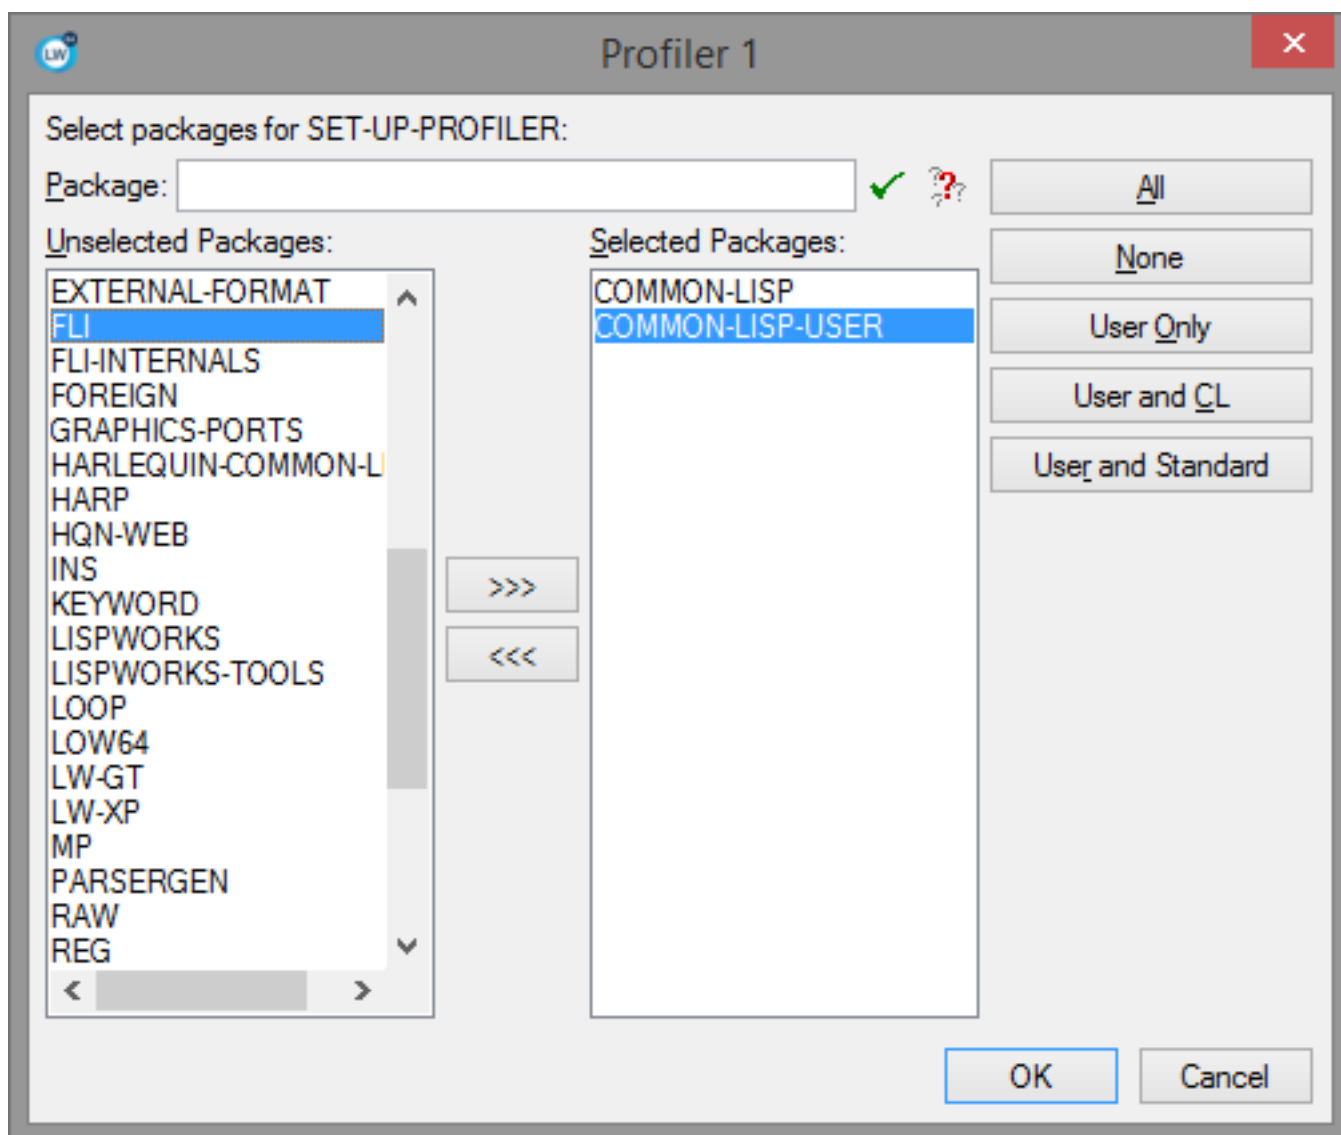 LW
Profiler 1
Select packages for SET-UP-PROFILER:
Package:
All
Unselected Packages:
Selected Packages:
None
User Only
User and CL
User and Standard
EXTERNAL-FORMAT
FLI
FLI-INTERNALS
FOREIGN
GRAPHICS-PORTS
HARLEQUIN-COMMON-LI
HARP
HQN-WEB
INS
KEYWORD
LISPWORKS
LISPWORKS-TOOLS
LOOP
LOW64
LW-GT
LW-XP
MP
PARSERGEN
RAW
REG
>>>
<<<
COMMON-LISP
COMMON-LISP-USER
OK
Cancel